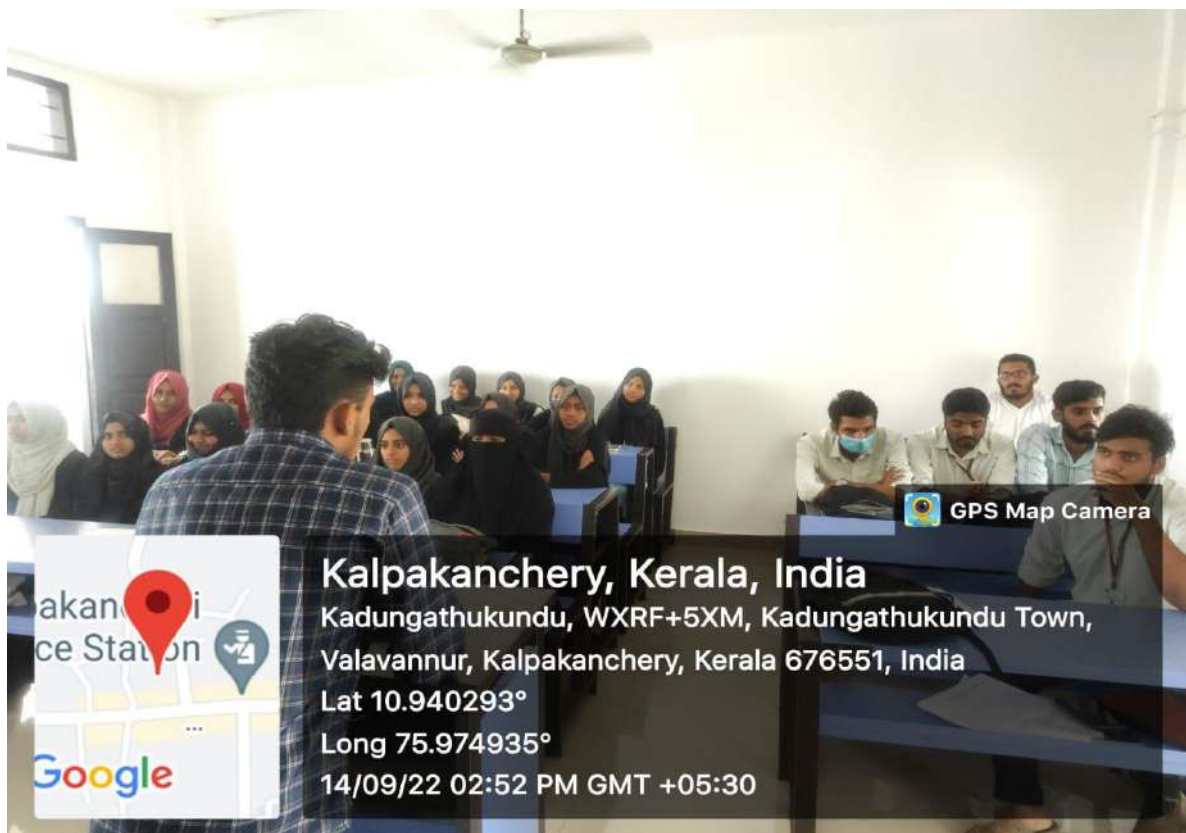 GPS Map Camera
Kalpakanchery, Kerala, India
Kadungathukundu, WXRF+5XM, Kadungathukundu Town,
Valavannur, Kalpakanchery, Kerala 676551, India
Lat 10.940293°
Long 75.974935°
14/09/22 02:52 PM GMT +05:30
Google